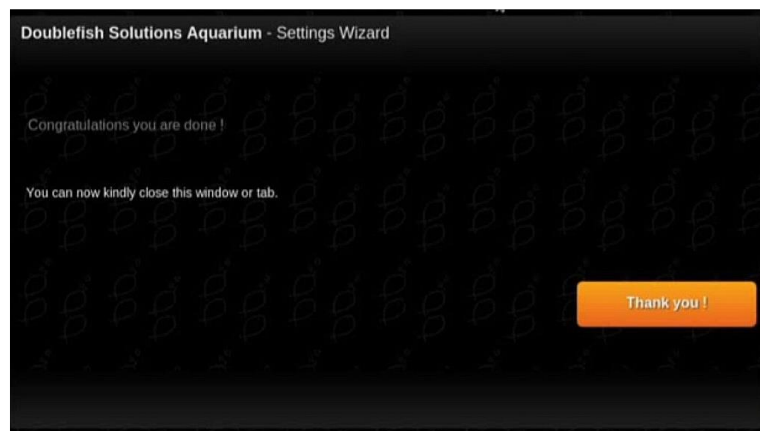 Doublefish Solutions Aquarium - Settings Wizard
Congratulations you are done !
You can now kindly close this window or tab.
Thank you !